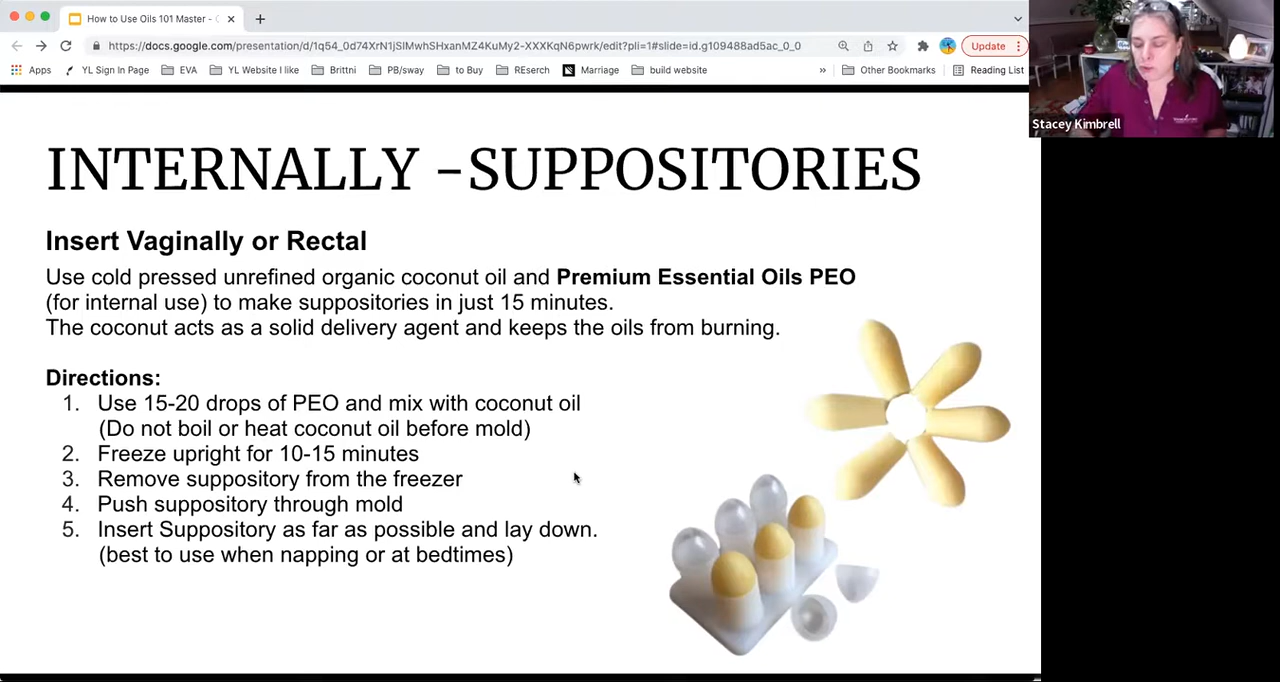 How to Use Oils 101 Master - G
https://docs.google.com/presentation/d/1q54_0d74XrN1jSIMwhSHxanMZ4KuMy2-XXXKqN6pwrk/edit?pli=1#slide=id.g109488ad5ac_0_0
Update
Apps YL Sign In Page EVA YL Website I like Brittni PB/sway to Buy REserch Marriage build website » Other Bookmarks Reading List
Stacey Kimbrell
INTERNALLY –SUPPOSITORIES
Insert Vaginally or Rectal
Use cold pressed unrefined organic coconut oil and Premium Essential Oils PEO
(for internal use) to make suppositories in just 15 minutes.
The coconut acts as a solid delivery agent and keeps the oils from burning.
Directions:
1. Use 15-20 drops of PEO and mix with coconut oil
(Do not boil or heat coconut oil before mold)
2. Freeze upright for 10-15 minutes
3. Remove suppository from the freezer
4. Push suppository through mold
5. Insert Suppository as far as possible and lay down.
(best to use when napping or at bedtimes)